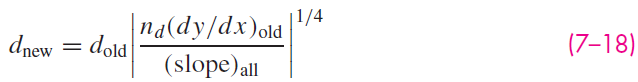 d_new = d_old |n_d(dy/dx)_old / (slope)_all|^1/4 (7–18)